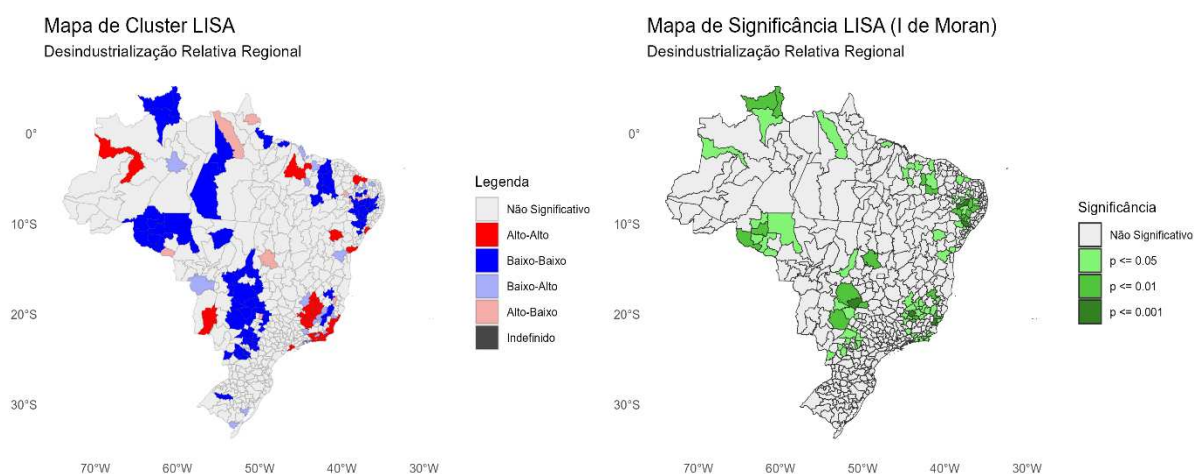 Mapa de Cluster LISA
Desindustrialização Relativa Regional
0°
10°S
20°S
30°S
70°W 60°W 50°W 40°W 30°W
Legenda
Não Significativo
Alto-Alto
Baixo-Baixo
Baixo-Alto
Alto-Baixo
Indefinido
Mapa de Significância LISA (I de Moran)
Desindustrialização Relativa Regional
0°
10°S
20°S
30°S
70°W 60°W 50°W 40°W 30°W
Significância
Não Significativo
p <= 0.05
p <= 0.01
p <= 0.001